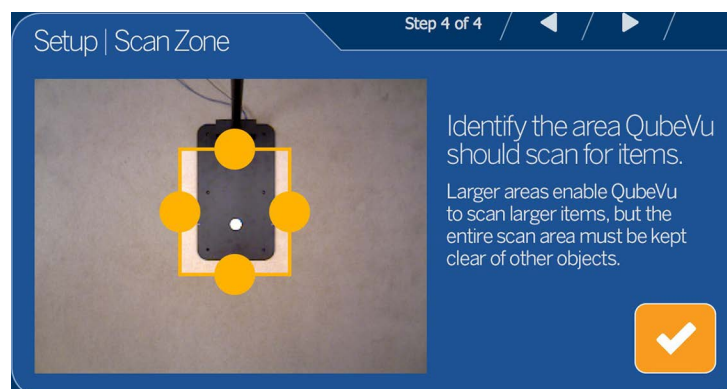 Setup | Scan Zone
Step 4 of 4
Identify the area QubeVu
should scan for items.
Larger areas enable QubeVu
to scan larger items, but the
entire scan area must be kept
clear of other objects.